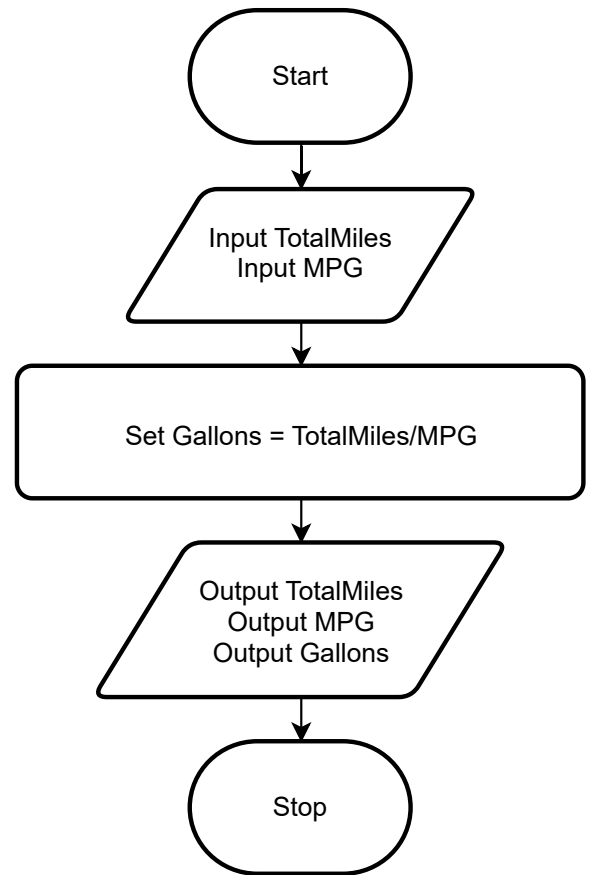 Start
Input TotalMiles
Input MPG
Set Gallons = TotalMiles/MPG
Output TotalMiles
Output MPG
Output Gallons
Stop